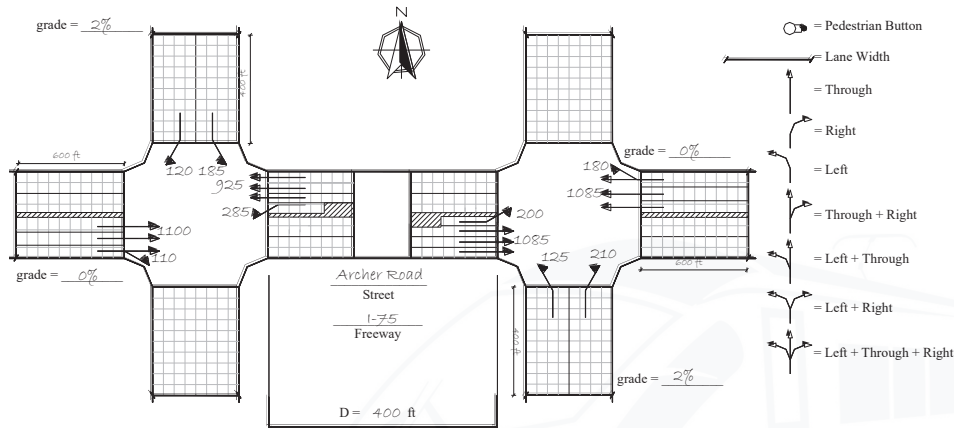 N
grade = 2%
400 ft
600 ft
120 185
925
285
1100
110
grade = 0%
Archer Road
Street
I-75
Freeway
D = 400 ft
180
grade = 0%
1085
200
1085
125
210
600 ft
400 ft
grade = 2%
= Pedestrian Button
= Lane Width
= Through
= Right
= Left
= Through + Right
= Left + Through
= Left + Right
= Left + Through + Right